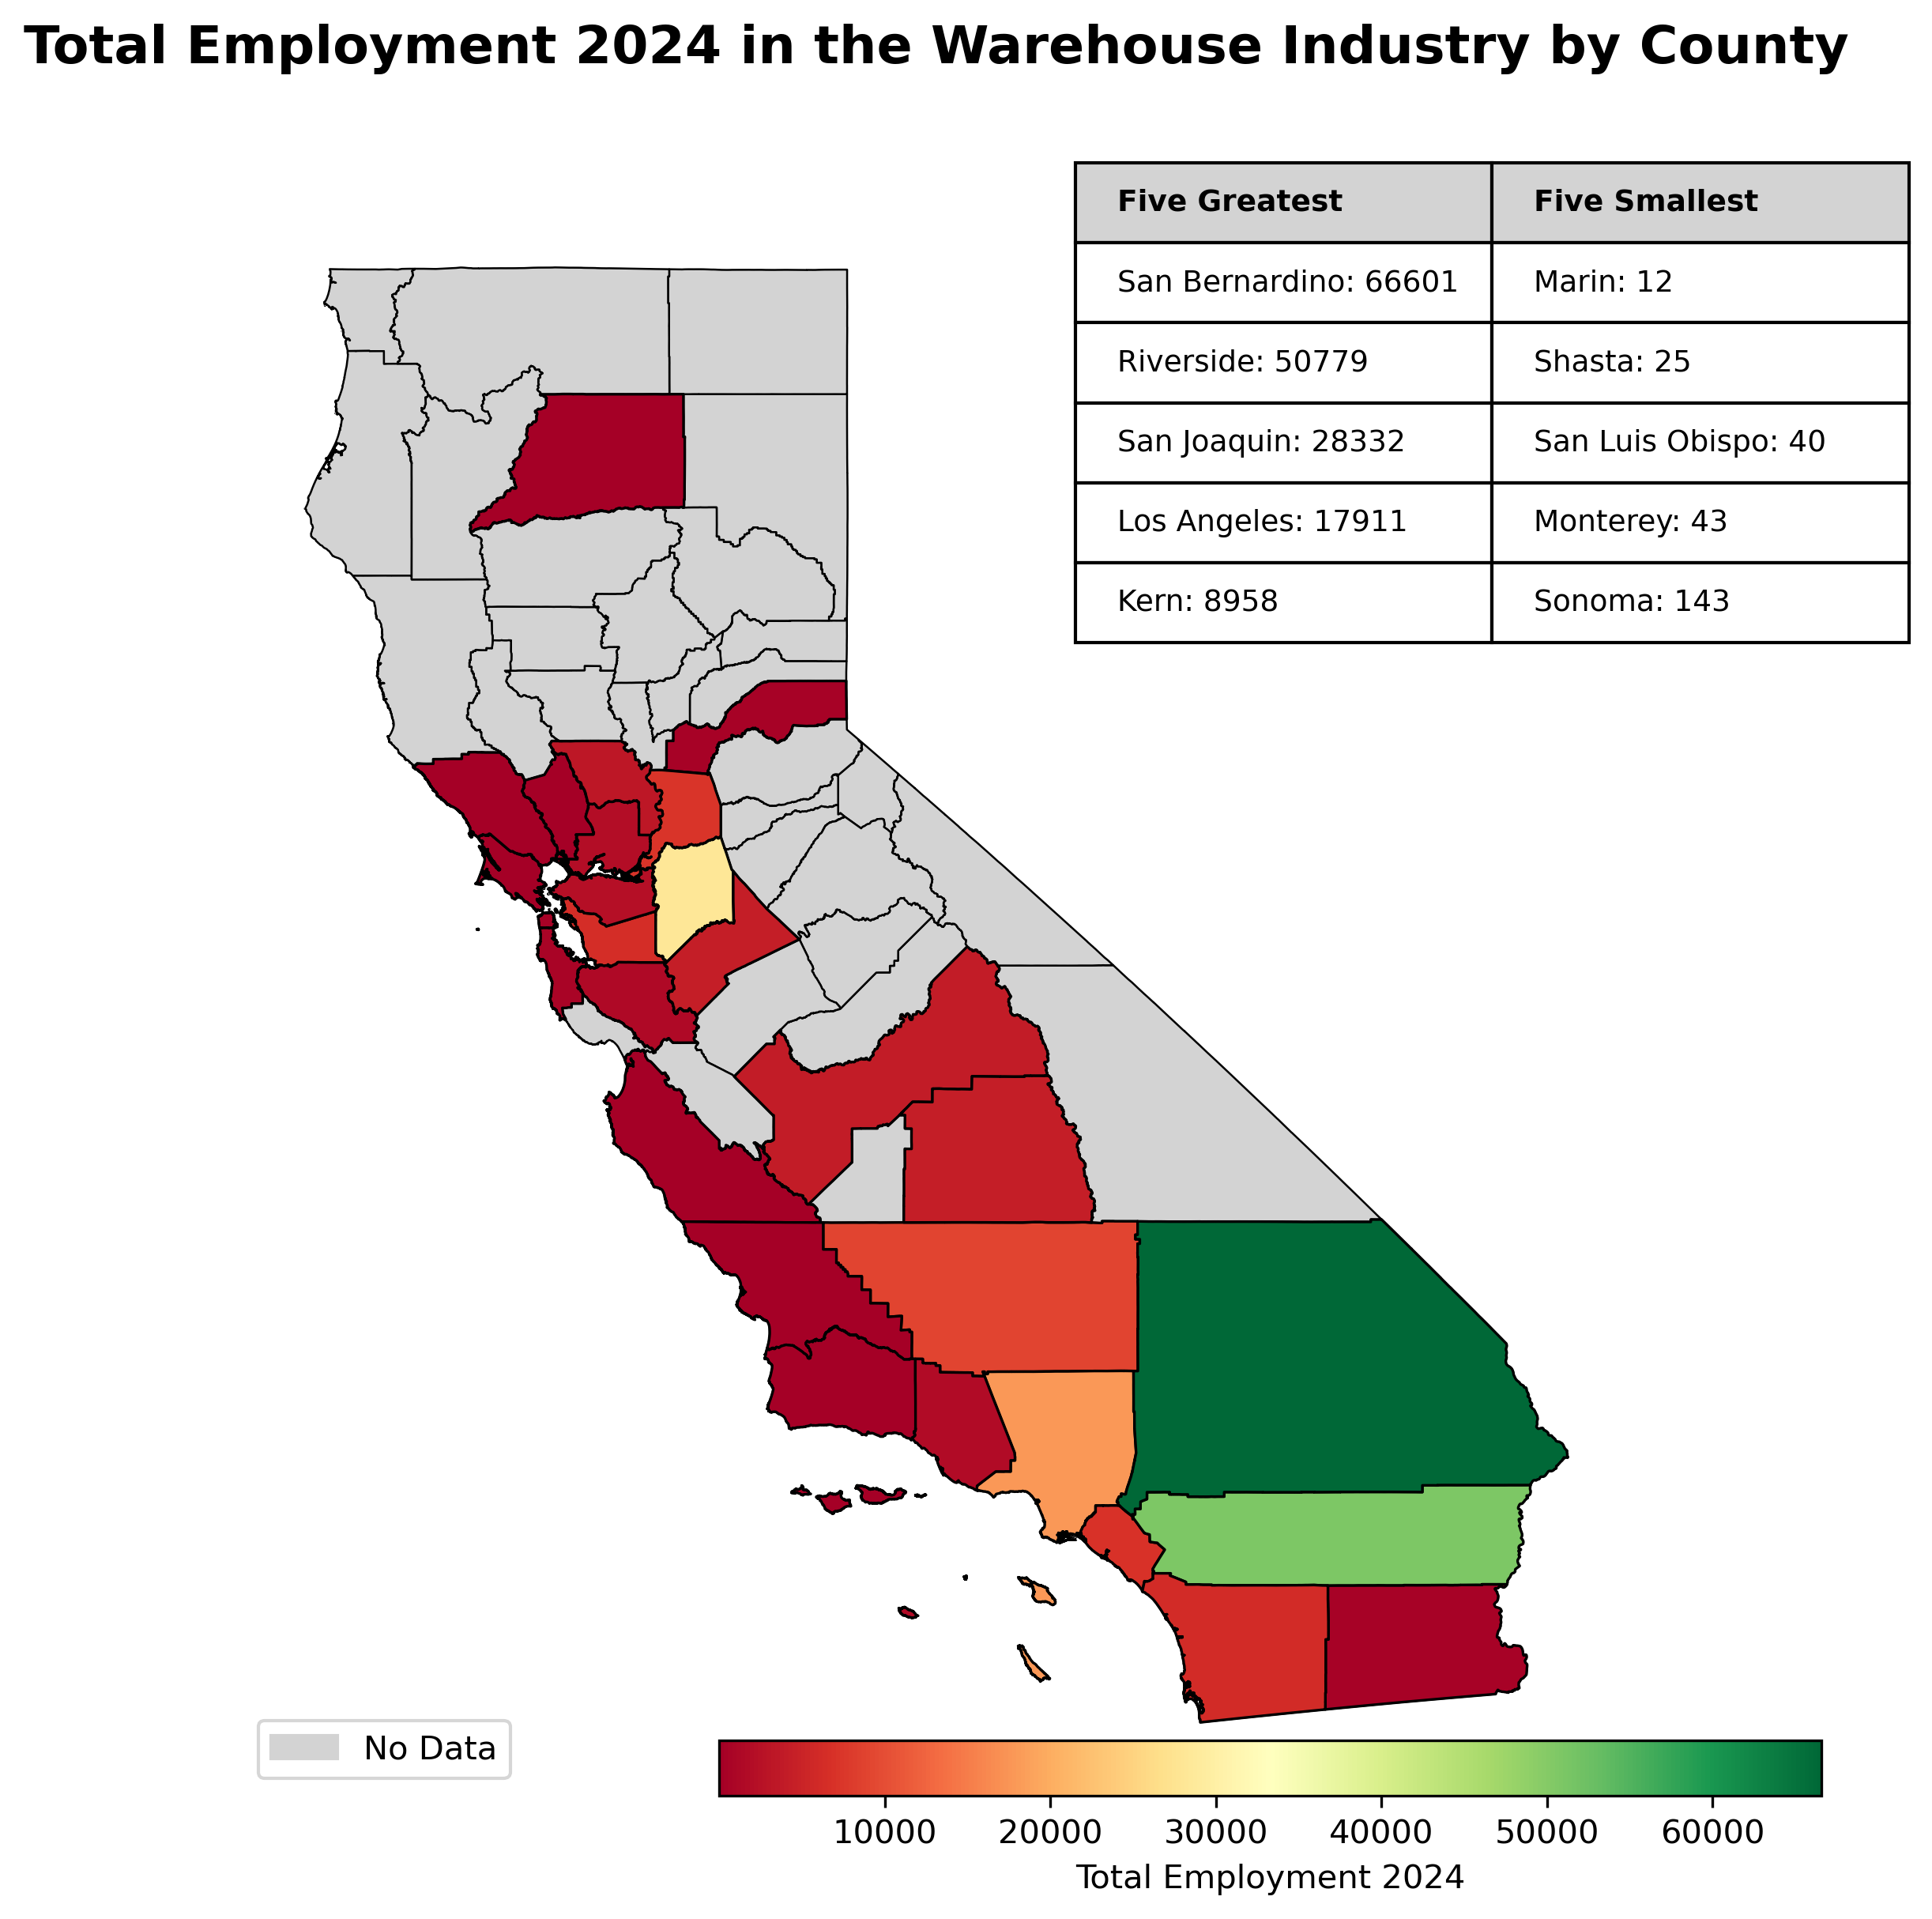 Total Employment 2024 in the Warehouse Industry by County
Five Greatest Five Smallest
San Bernardino: 66601 Marin: 12
Riverside: 50779 Shasta: 25
San Joaquin: 28332 San Luis Obispo: 40
Los Angeles: 17911 Monterey: 43
Kern: 8958 Sonoma: 143
No Data
10000 20000 30000 40000 50000 60000
Total Employment 2024